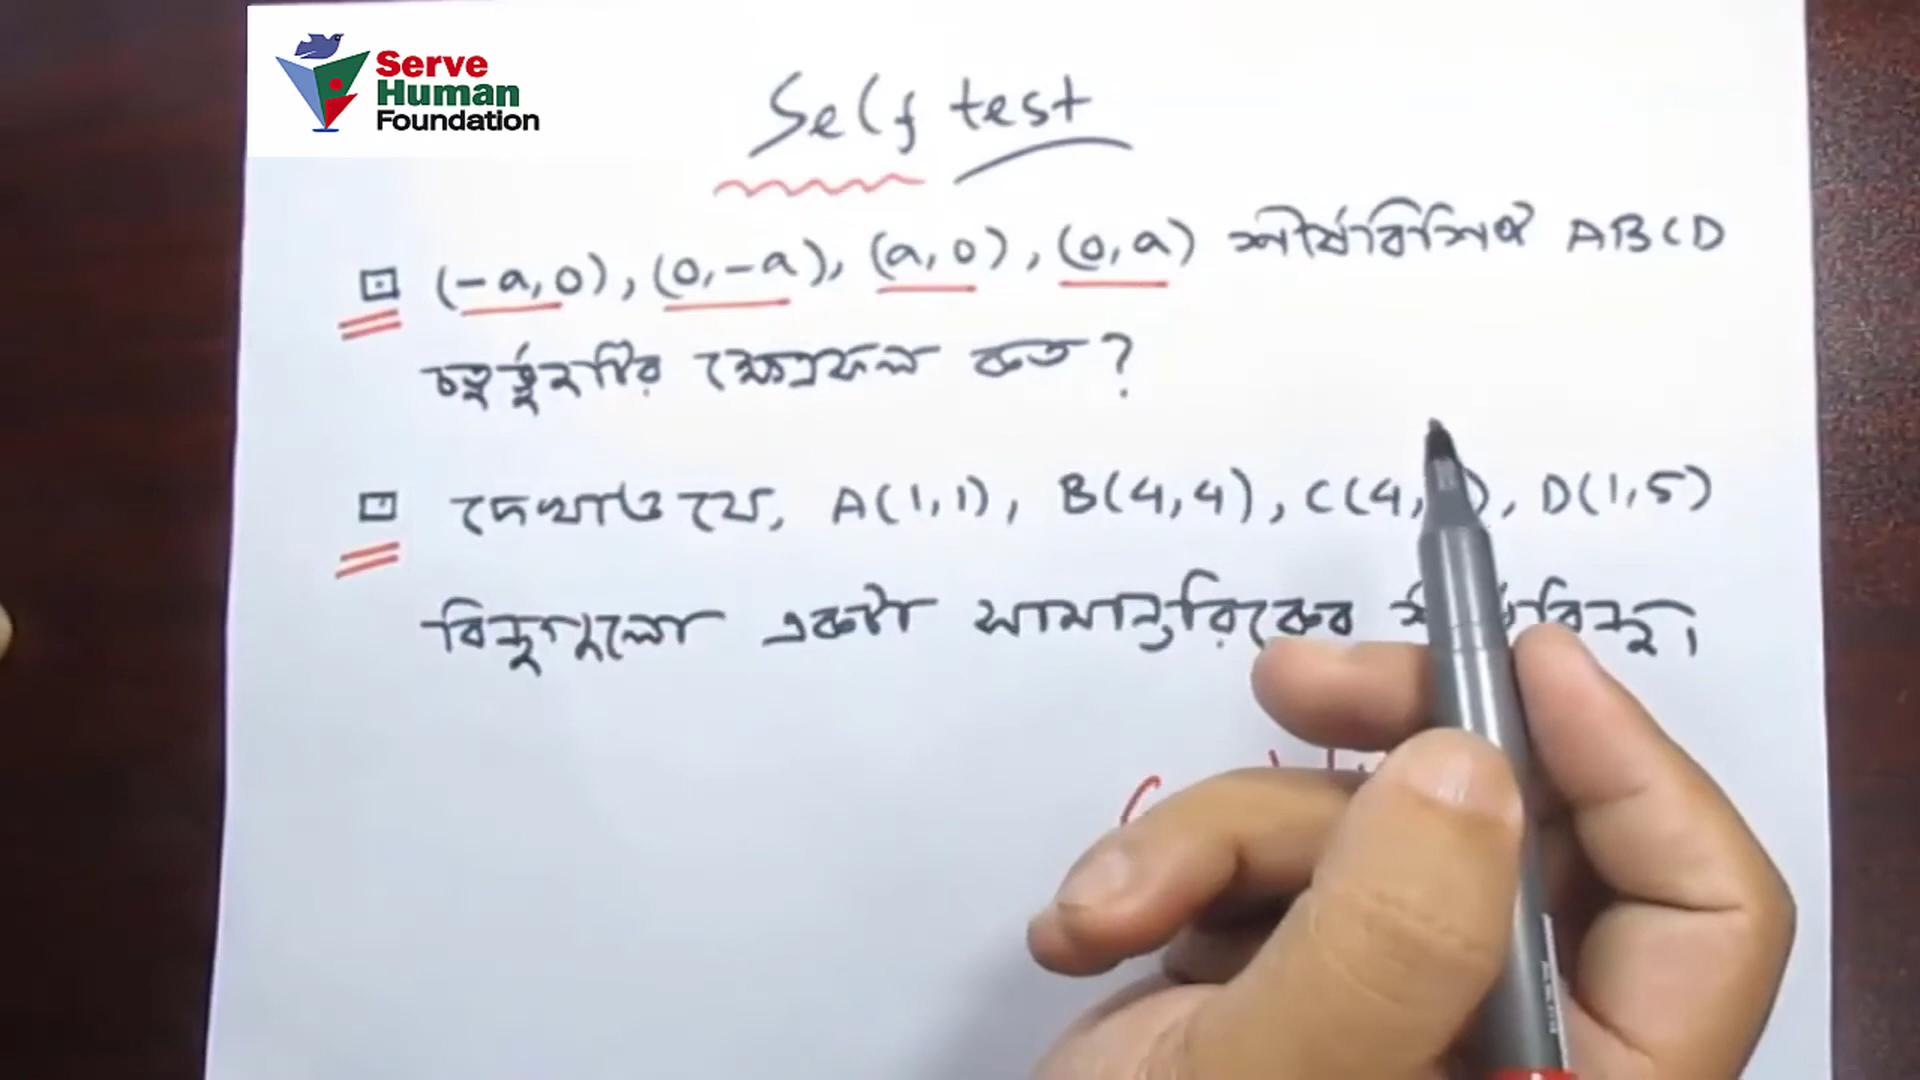 Serve
Human
Foundation
Self test
(-a,0), (0,-a), (a,0), (0,a) শীর্ষবিশিষ্ট ABCD
চতুর্ভুজটির ক্ষেত্রফল কত?
দেখাও যে, A(1,1), B(4,4), C(4, ), D(1,5)
বিন্দুগুলো একটা সামান্তরিকের